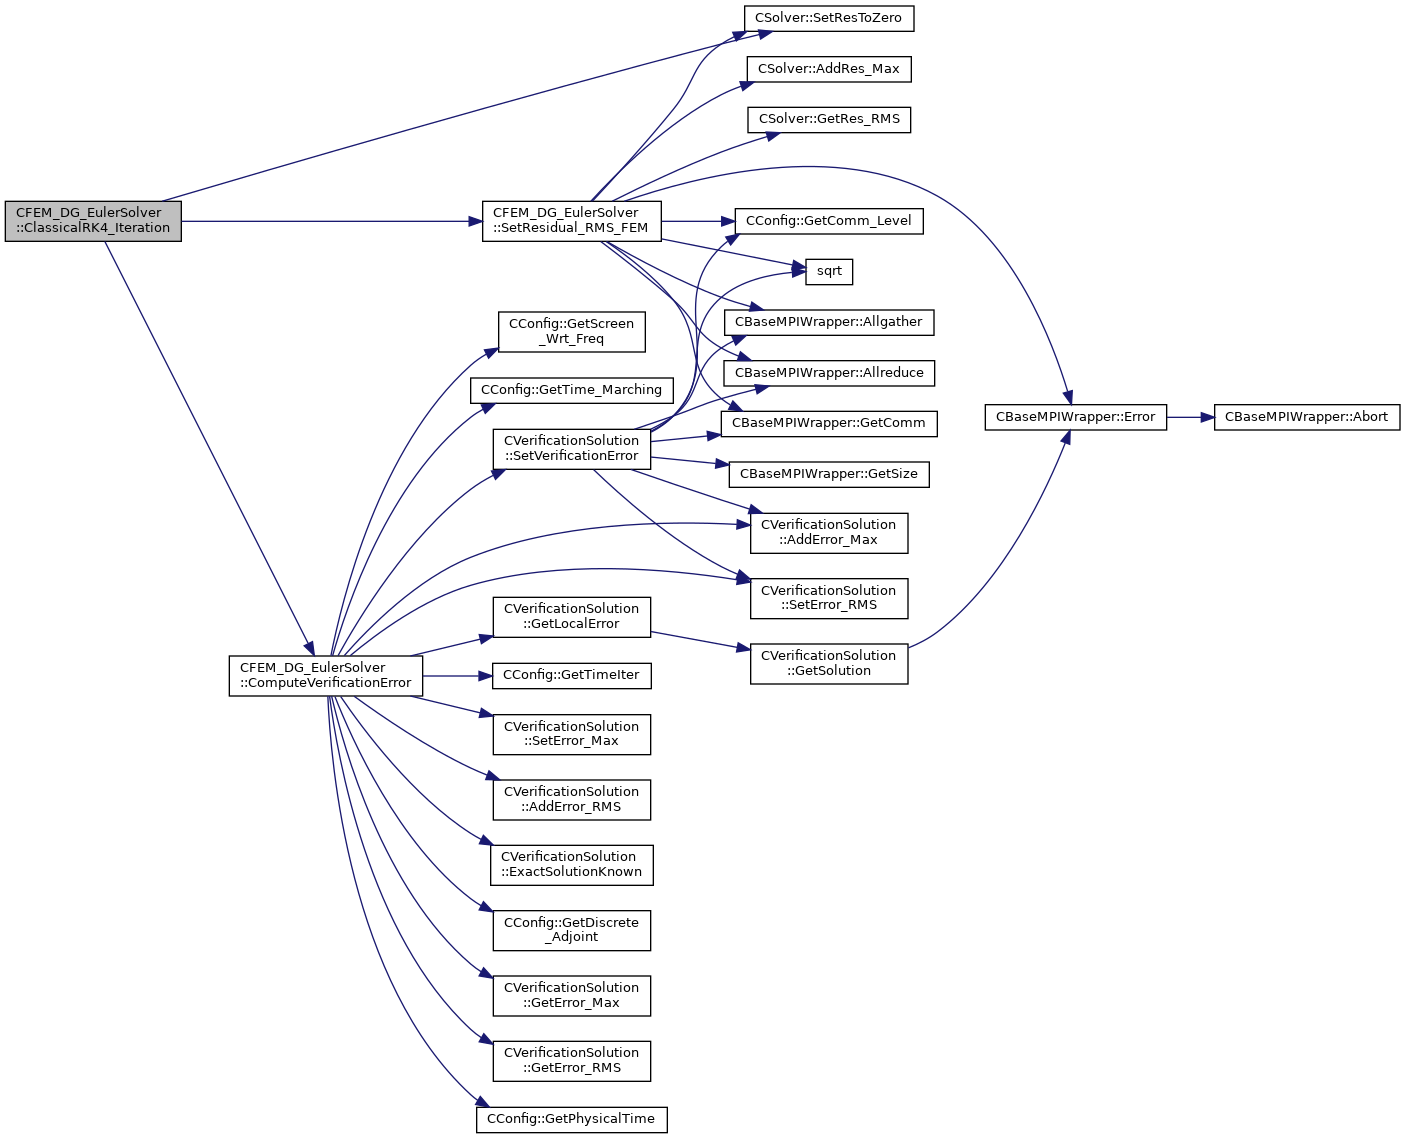 CSolver::SetResToZero
CSolver::AddRes_Max
CSolver::GetRes_RMS
CFEM_DG_EulerSolver
::ClassicalRK4_Iteration
CFEM_DG_EulerSolver
::SetResidual_RMS_FEM
CConfig::GetComm_Level
sqrt
CConfig::GetScreen
_Wrt_Freq
CBaseMPIWrapper::Allgather
CBaseMPIWrapper::Allreduce
CConfig::GetTime_Marching
CBaseMPIWrapper::GetComm
CBaseMPIWrapper::Error
CBaseMPIWrapper::Abort
CVerificationSolution
::SetVerificationError
CBaseMPIWrapper::GetSize
CVerificationSolution
::AddError_Max
CVerificationSolution
::SetError_RMS
CVerificationSolution
::GetLocalError
CVerificationSolution
::GetSolution
CFEM_DG_EulerSolver
::ComputeVerificationError
CConfig::GetTimeIter
CVerificationSolution
::SetError_Max
CVerificationSolution
::AddError_RMS
CVerificationSolution
::ExactSolutionKnown
CConfig::GetDiscrete
_Adjoint
CVerificationSolution
::GetError_Max
CVerificationSolution
::GetError_RMS
CConfig::GetPhysicalTime